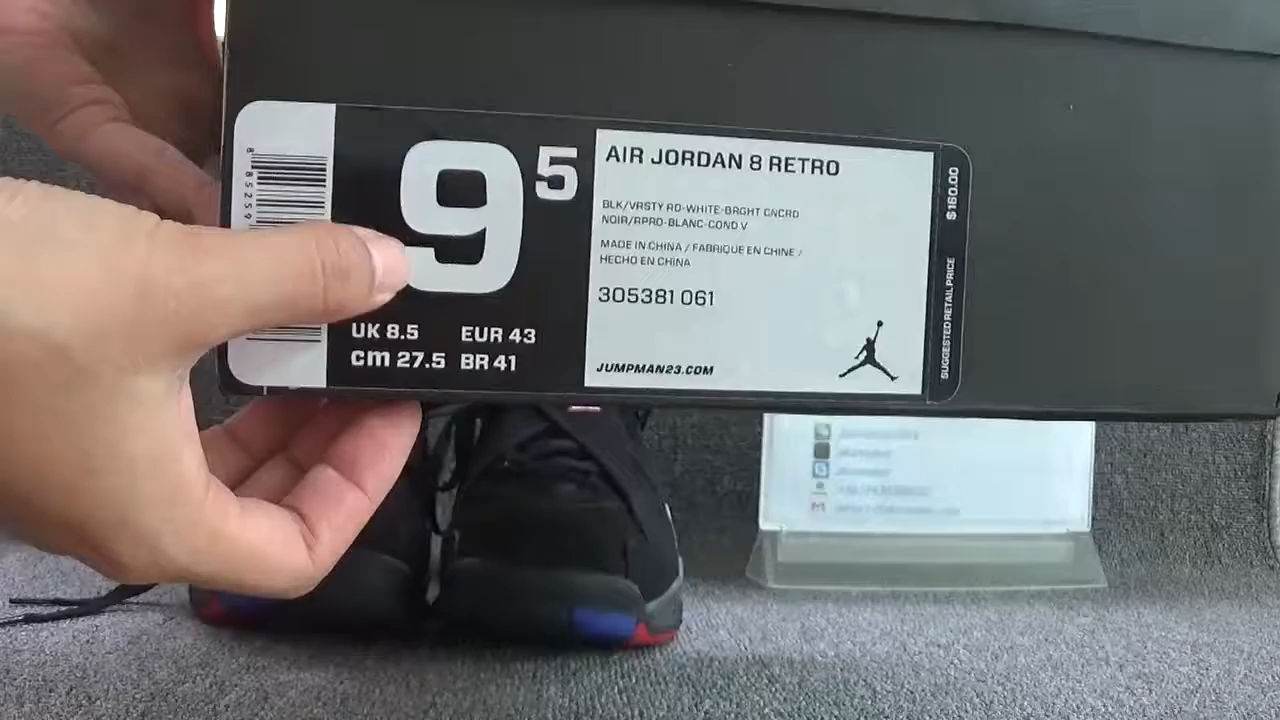 8 85259
9 5
UK 8.5 EUR 43
cm 27.5 BR 41
AIR JORDAN 8 RETRO
BLK/VRSTY RD-WHITE-BRGHT CNCRD
NOIR/RPRO-BLANC-COND V
MADE IN CHINA / FABRIQUE EN CHINE /
HECHO EN CHINA
305381 061
JUMPMAN23.COM
SUGGESTED RETAIL PRICE $160.00